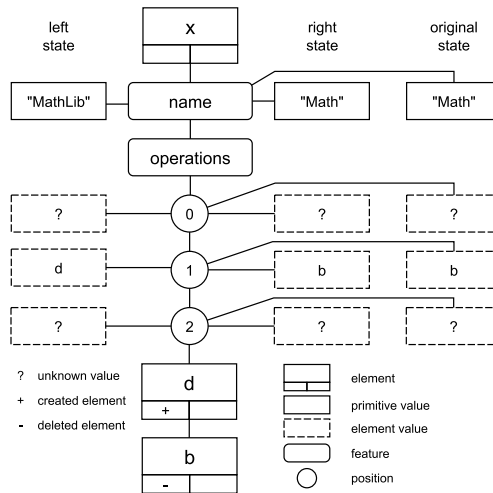 left state
x
right state
original state
"MathLib"
name
"Math"
"Math"
operations
?
0
?
?
d
1
b
b
?
2
?
?
? unknown value
+ created element
- deleted element
d
+
b
-
element
primitive value
element value
feature
position